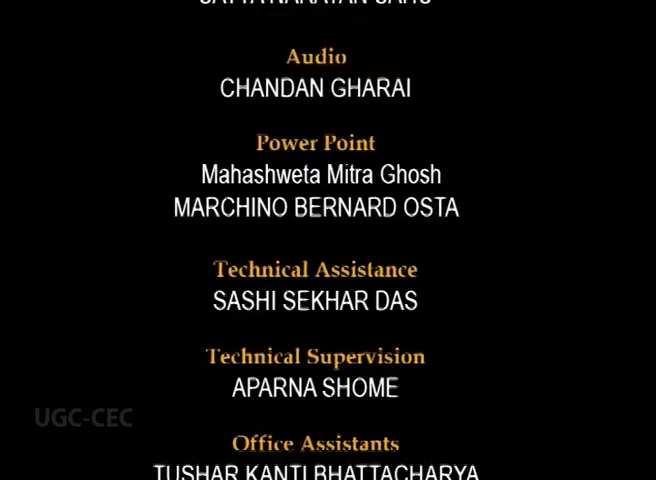 Audio
CHANDAN GHARAI
Power Point
Mahashweta Mitra Ghosh
MARCHINO BERNARD OSTA
Technical Assistance
SASHI SEKHAR DAS
Technical Supervision
APARNA SHOME
UGC-CEC
Office Assistants
TUSHAR KANTI BHATTACHARYA